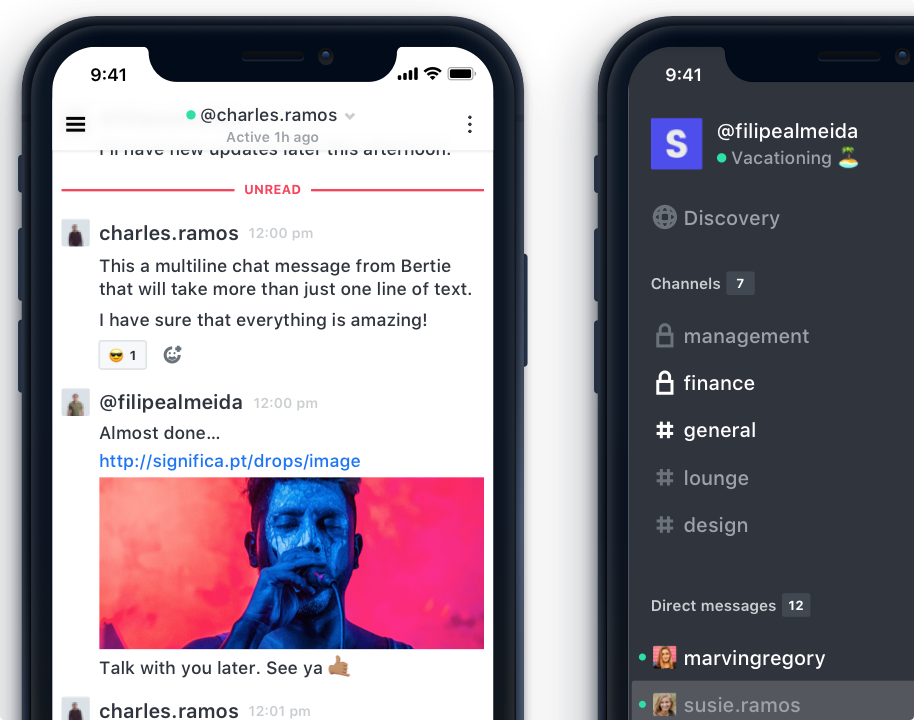 9:41
@charles.ramos
Active 1h ago
I'll have new updates later this afternoon.
UNREAD
charles.ramos 12:00 pm
This a multiline chat message from Bertie
that will take more than just one line of text.
I have sure that everything is amazing!
😎 1
@filipealmeida 12:00 pm
Almost done...
http://significa.pt/drops/image
Talk with you later. See ya 🤙🏽
charles.ramos 12:01 pm
9:41
S
@filipealmeida
Vacationing 🏝
Discovery
Channels 7
management
finance
# general
# lounge
# design
Direct messages 12
marvingregory
susie.ramos